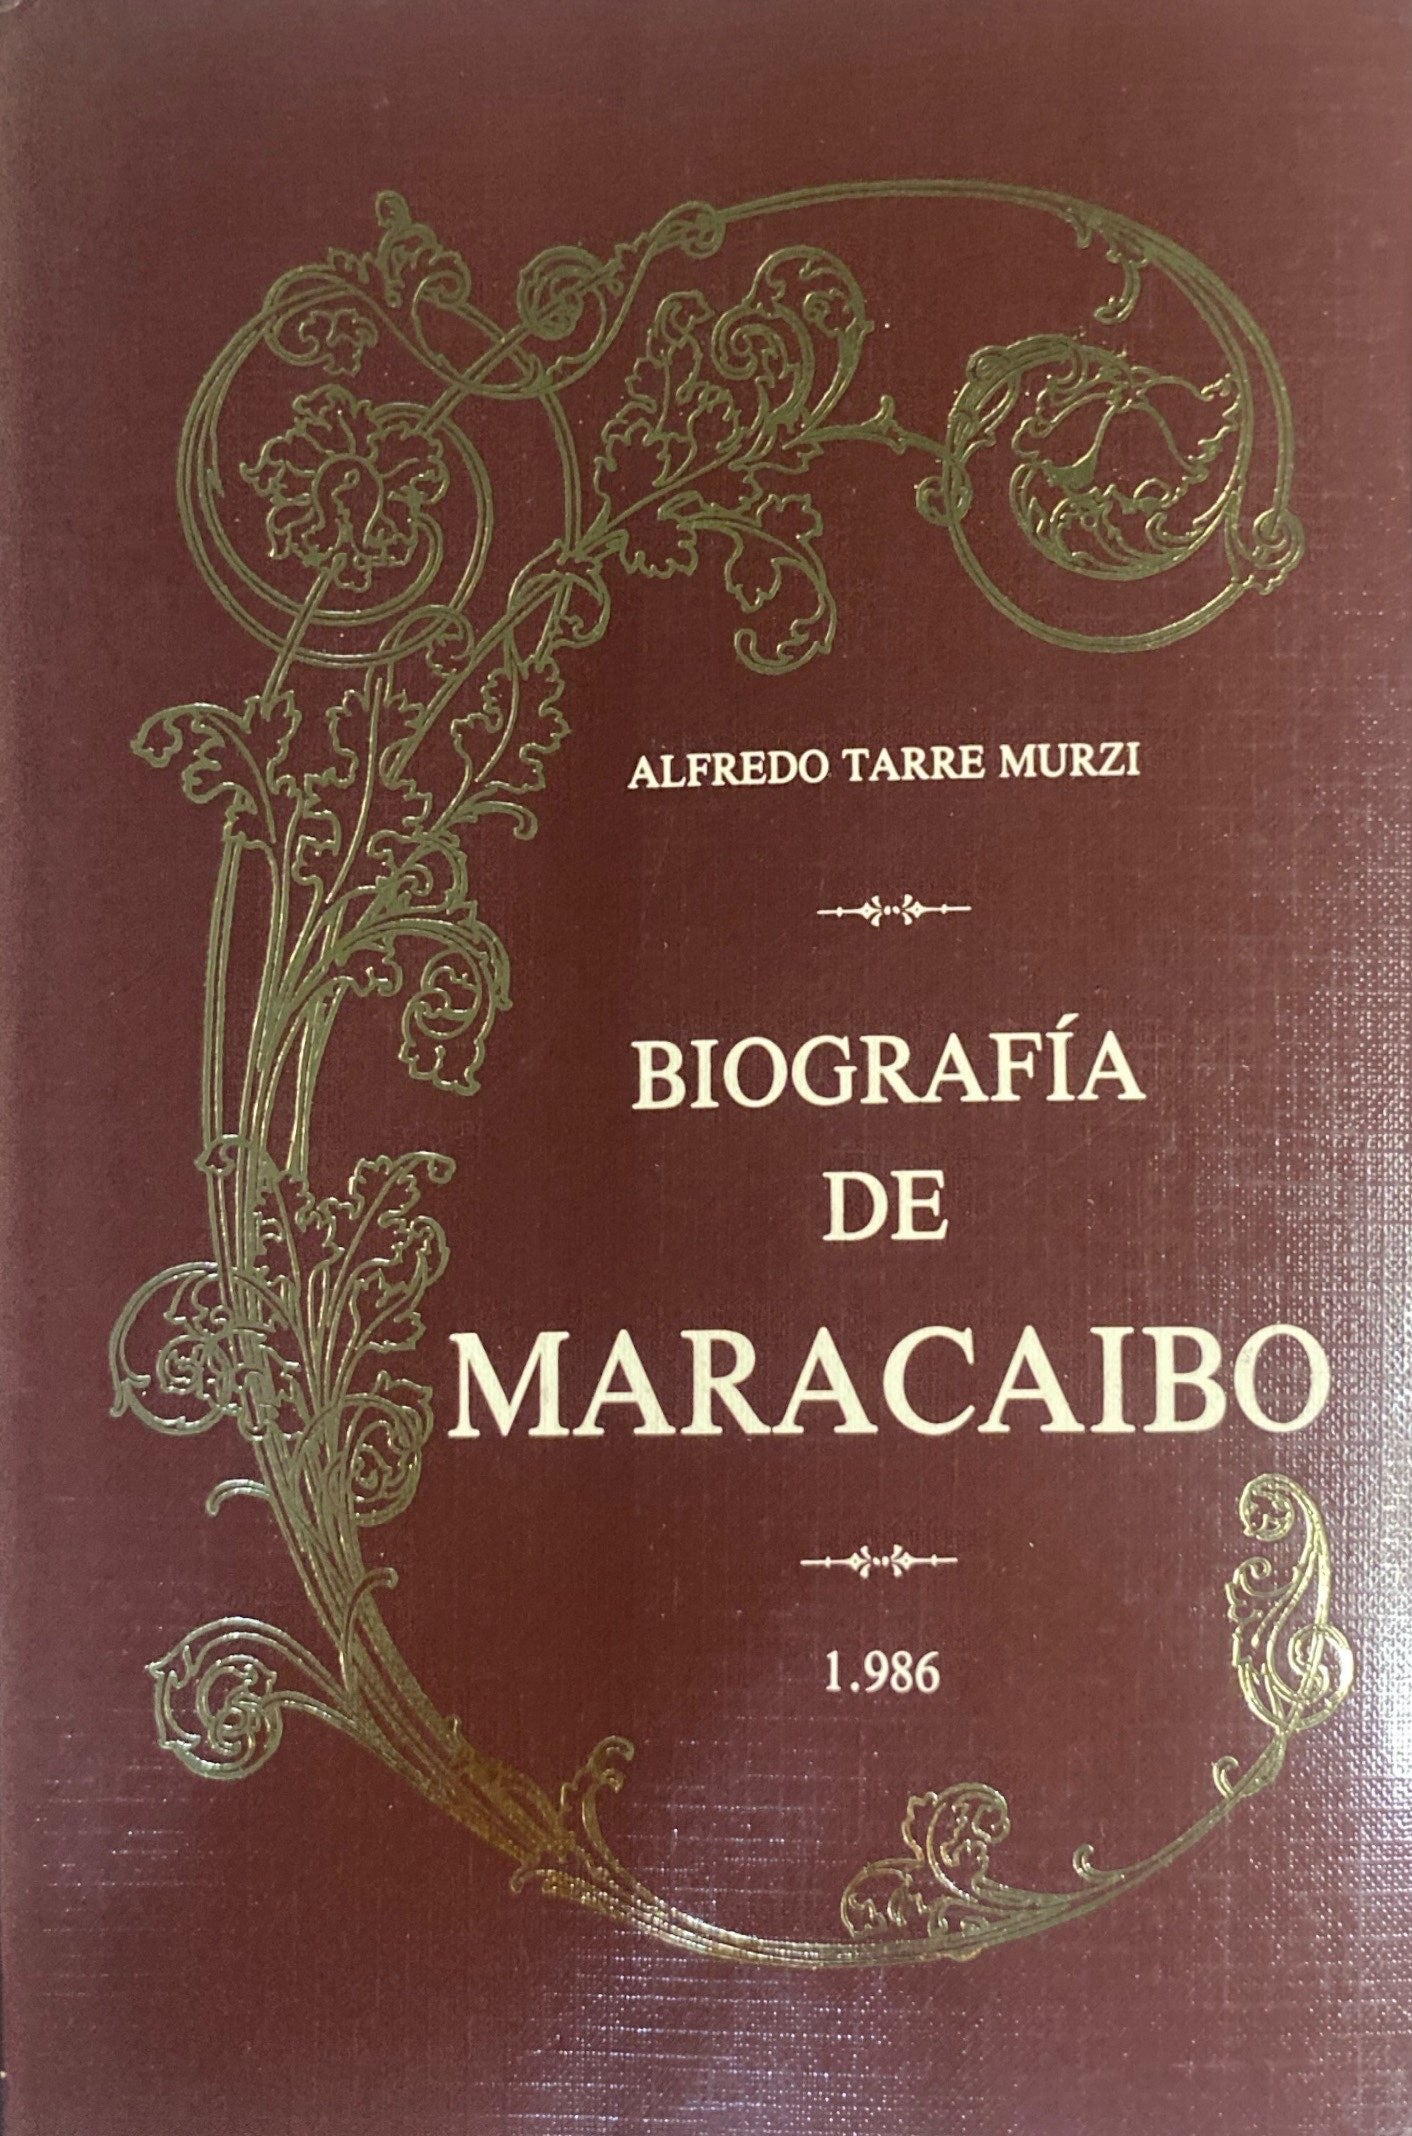 ALFREDO TARRE MURZI
BIOGRAFÍA
DE
MARACAIBO
1.986